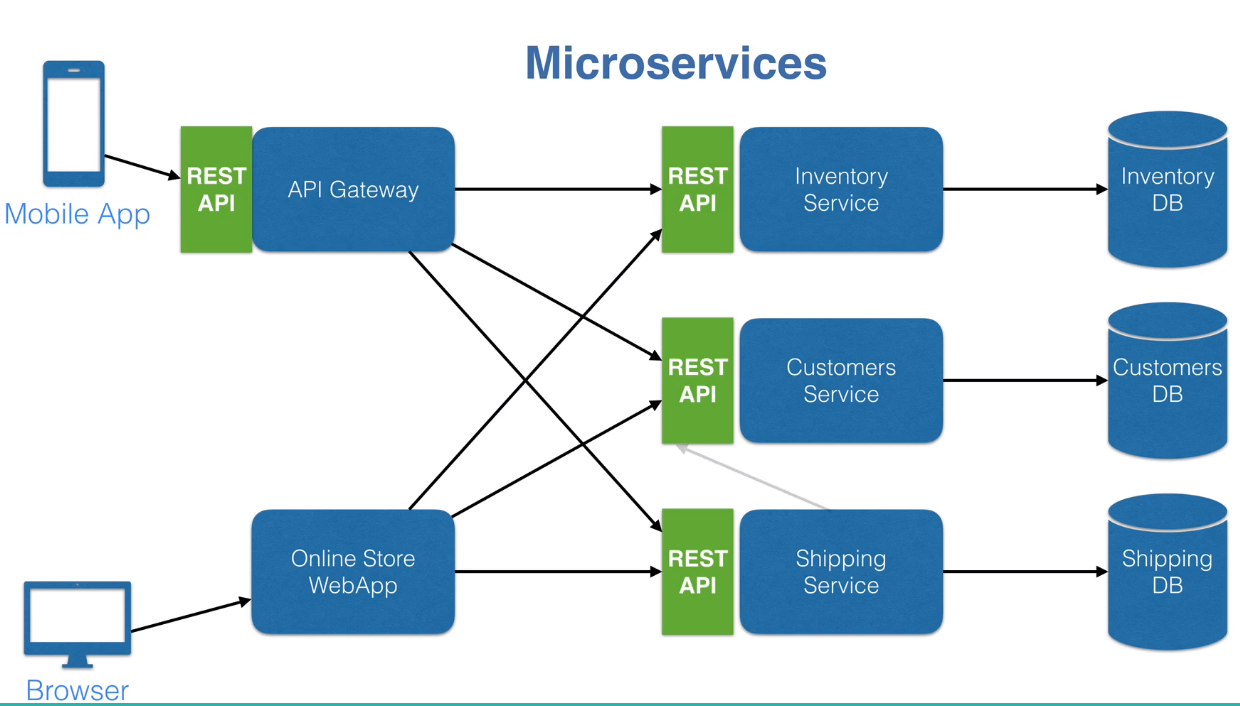 Microservices
Mobile App
REST
API
API Gateway
REST
API
Inventory
Service
Inventory
DB
REST
API
Customers
Service
Customers
DB
Browser
Online Store
WebApp
REST
API
Shipping
Service
Shipping
DB